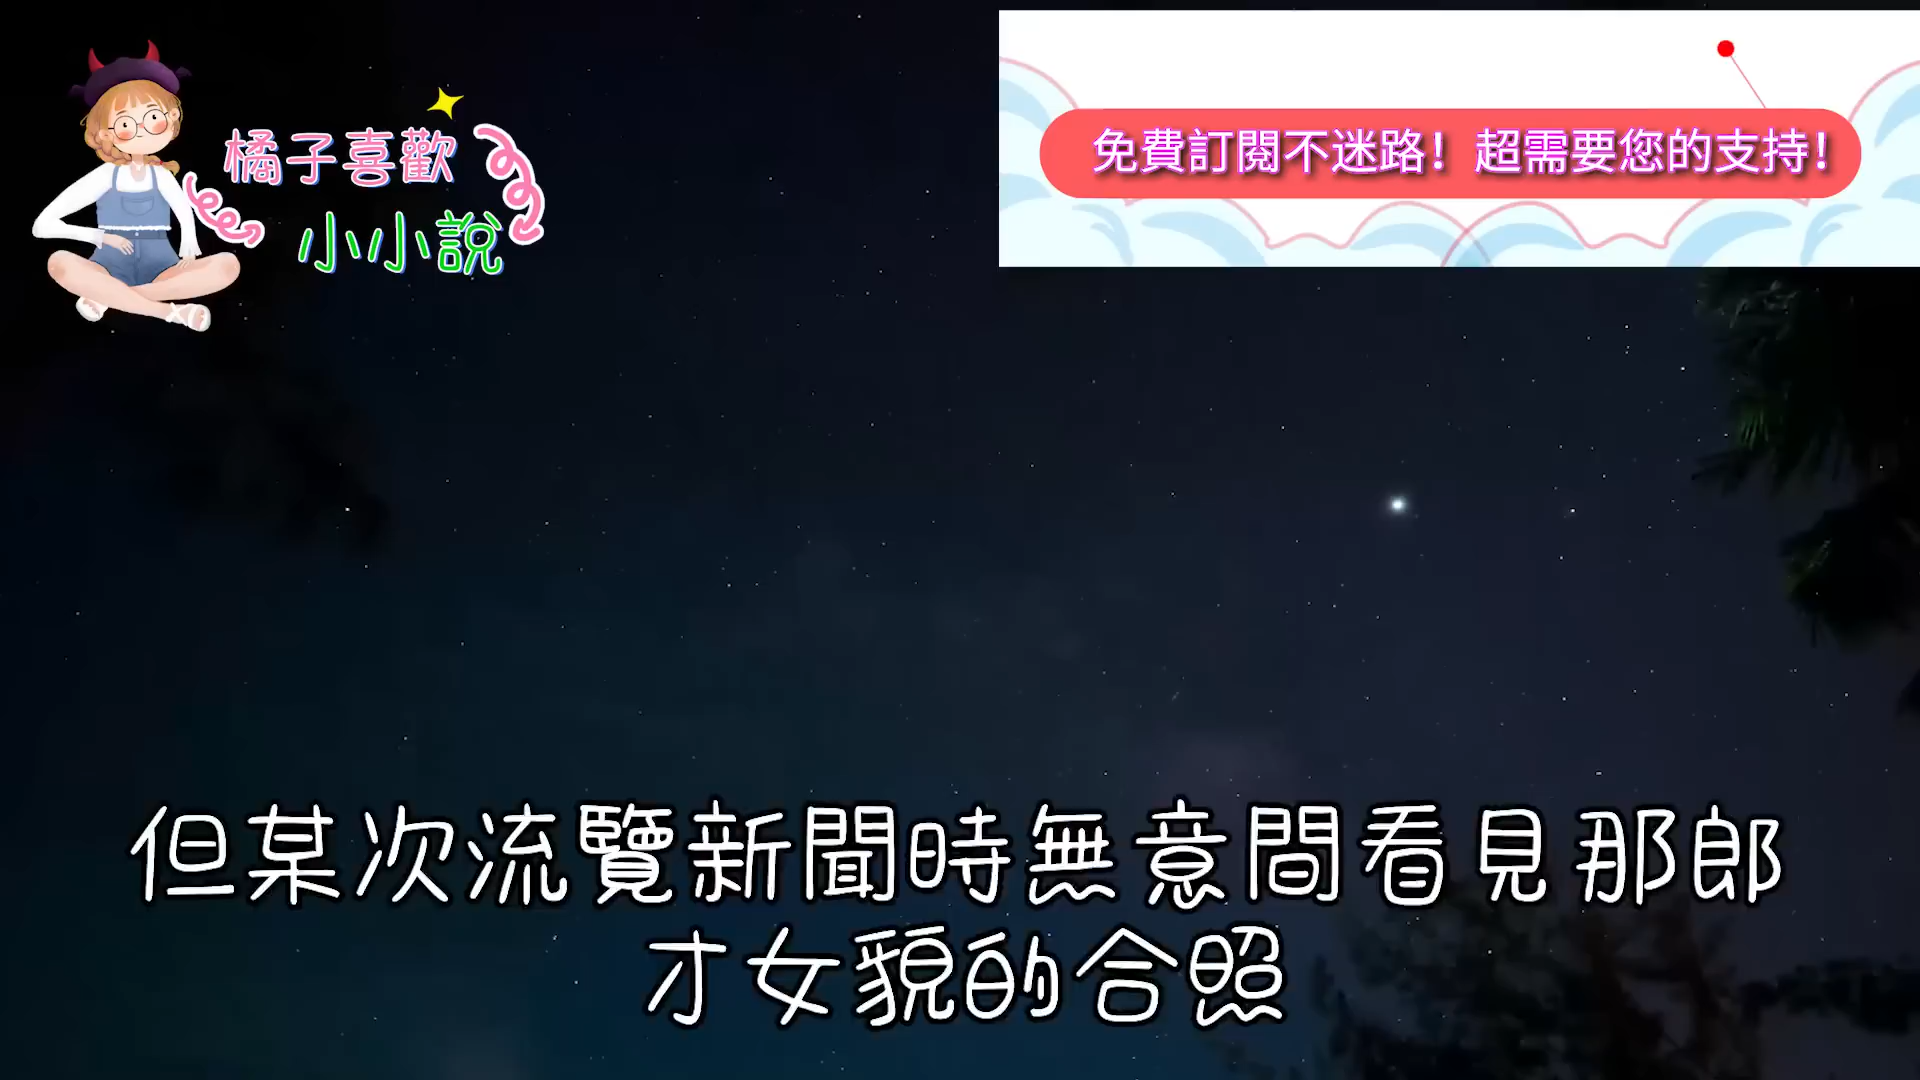 橘子喜歡
小小說
免費訂閱不迷路！超需要您的支持！
但某次流覽新聞時無意間看見那郎
才女貌的合照